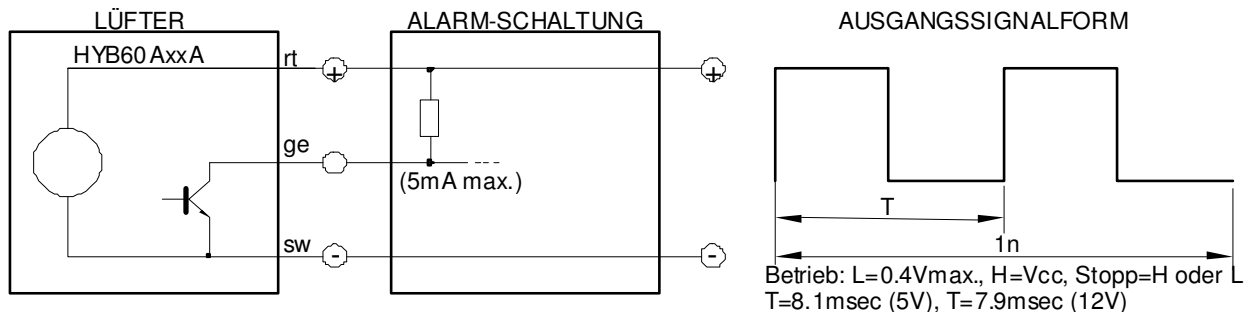 LÜFTER
HYB60AxxA
rt
+
ge
sw
-
ALARM-SCHALTUNG
(5mA max.)
+
-
AUSGANGSSIGNALFORM
T
1n
Betrieb: L=0.4Vmax., H=Vcc, Stopp=H oder L
T=8.1msec (5V), T=7.9msec (12V)